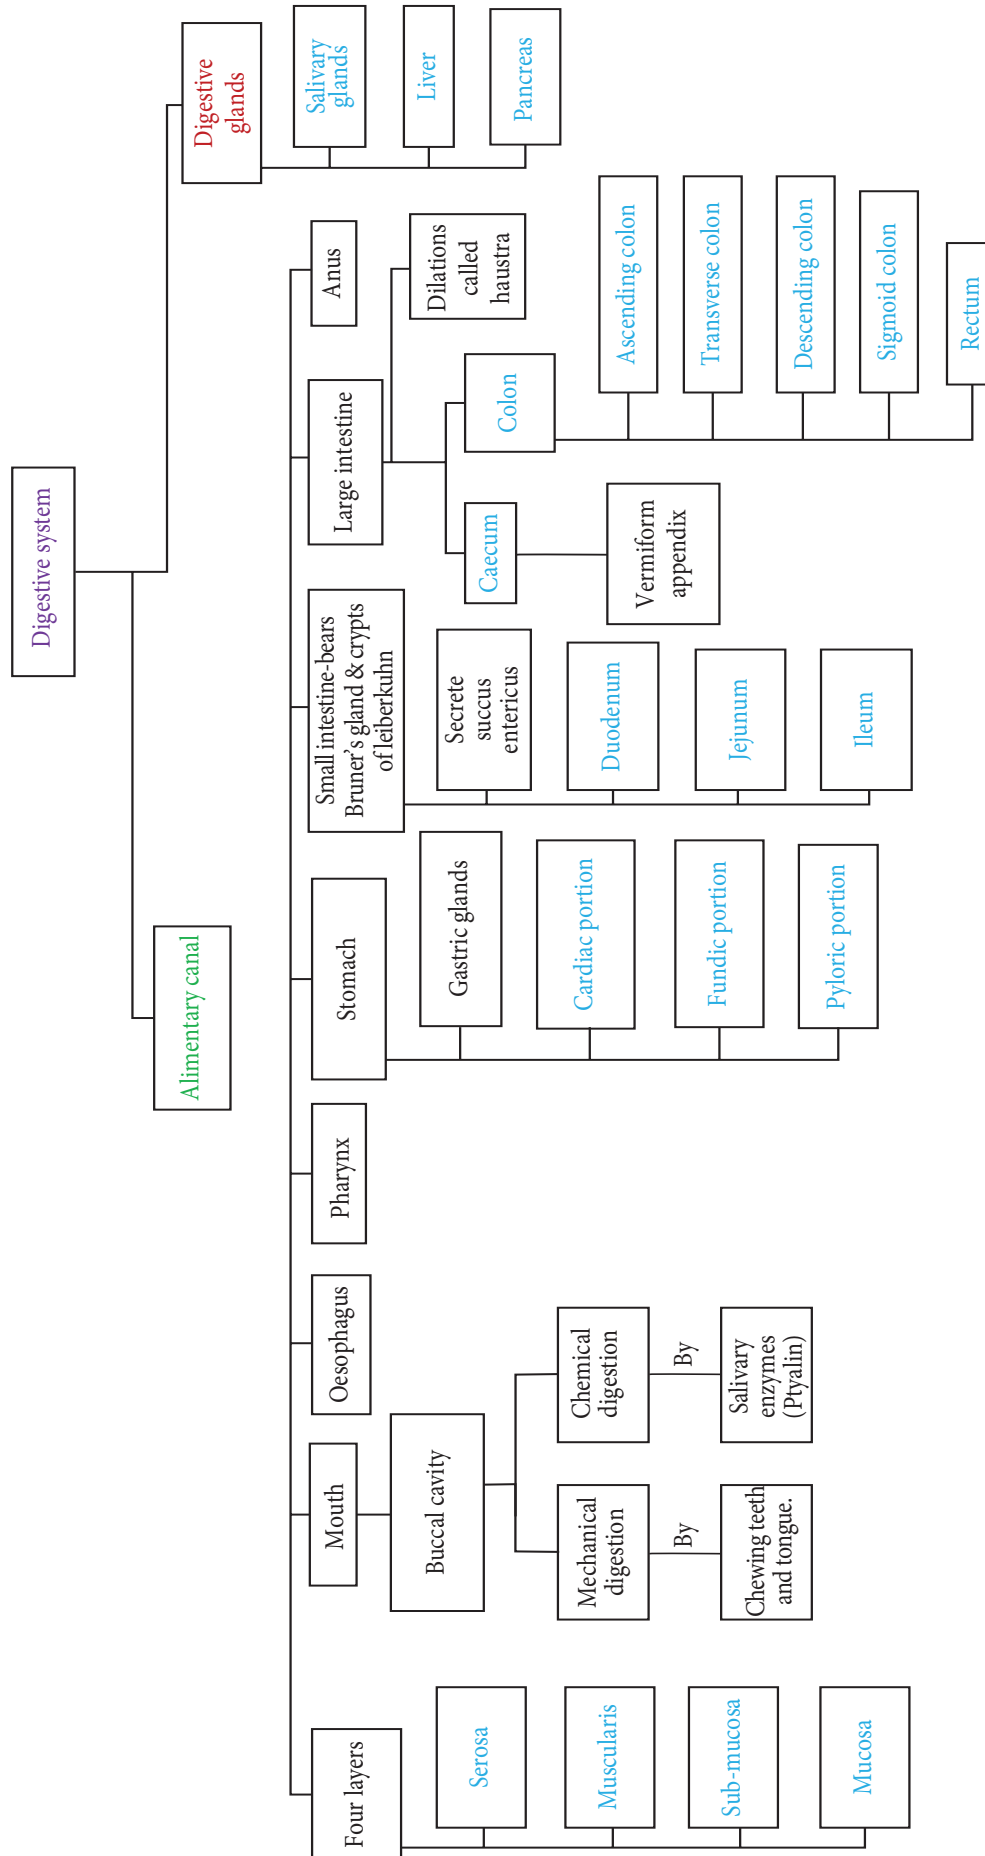 Digestive system
Alimentary canal
Digestive
glands
Four layers
Serosa
Muscularis
Sub-mucosa
Mucosa
Mouth
Buccal cavity
Mechanical
digestion
By
Chewing teeth
and tongue.
Chemical
digestion
By
Salivary
enzymes
(Ptyalin)
Oesophagus
Pharynx
Stomach
Gastric glands
Cardiac portion
Fundic portion
Pyloric portion
Small intestine-bears
Bruner's gland & crypts
of leiberkuhn
Secrete
succus
entericus
Duodenum
Jejunum
Ileum
Large intestine
Caecum
Vermiform
appendix
Colon
Ascending colon
Transverse colon
Descending colon
Sigmoid colon
Rectum
Dilations
called
haustra
Anus
Salivary
glands
Liver
Pancreas